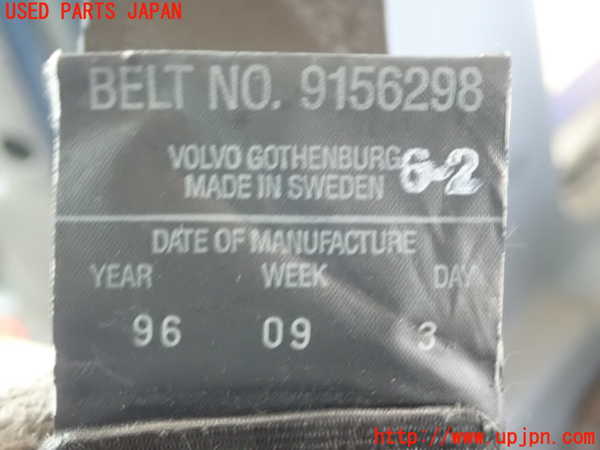 USED PARTS JAPAN
BELT NO. 9156298
VOLVO GOTHENBURG
MADE IN SWEDEN
6-2
DATE OF MANUFACTURE
YEAR WEEK DAY
96 09 3
http://www.upjpn.com